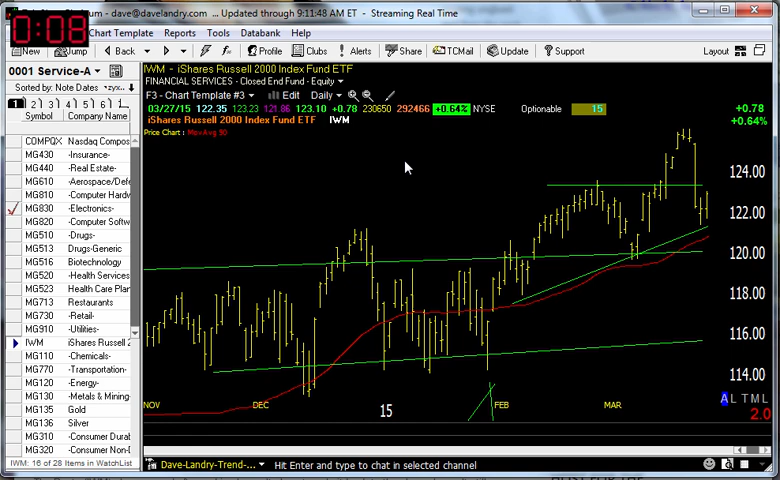 dave@davelandry.com ... Updated through 9:11:48 AM ET - Streaming Real Time
0:08
New Chart Template Reports Tools Databank Help
Back Profile Clubs Alerts Share TCMail Update Support Layout
0001 Service-A
Sorted by: Note Dates
1 2 3 4
Symbol Company Name
COMPQX Nasdaq Compos
MG430 -Insurance-
MG440 -Real Estate-
MG610 -Aerospace/Defe
MG810 -Computer Hardw
MG830 -Electronics-
MG820 -Computer Softw
MG510 -Drugs-
MG513 Drugs-Generic
MG516 Biotechnology
MG520 -Health Services
MG523 Health Care Plan
MG713 Restaurants
MG730 -Retail-
MG910 -Utilities-
IWM iShares Russell 2
MG110 -Chemicals-
MG770 -Transportation-
MG120 -Energy-
MG130 -Metals & Mining-
MG135 Gold
MG136 Silver
MG310 -Consumer Durab
MG320 -Consumer Non-D
IWM: 16 of 28 Items in WatchList
IWM - iShares Russell 2000 Index Fund ETF
FINANCIAL SERVICES - Closed End Fund - Equity
F3 - Chart Template #3 Edit Daily
03/27/15 122.35 123.23 121.86 123.10 +0.78 230650 292466 +0.64% NYSE Optionable 15
iShares Russell 2000 Index Fund ETF IWM
Price Chart : MovAvg 50
+0.78
+0.64%
124.00
122.00
120.00
118.00
116.00
114.00
NOV DEC 15 FEB MAR
A L T M L
2.0
Dave-Landry-Trend-... Hit Enter and type to chat in selected channel